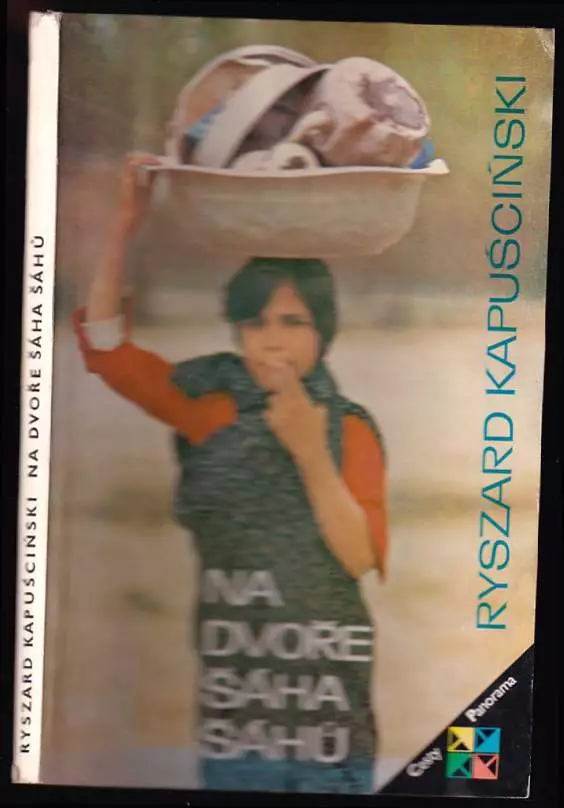 RYSZARD KAPUŚCIŃSKI NA DVOŘE ŠÁHA ŠÁHŮ
RYSZARD KAPUŚCIŃSKI
NA
DVOŘE
ŠÁHA
ŠÁHŮ
Cesty
Panorama